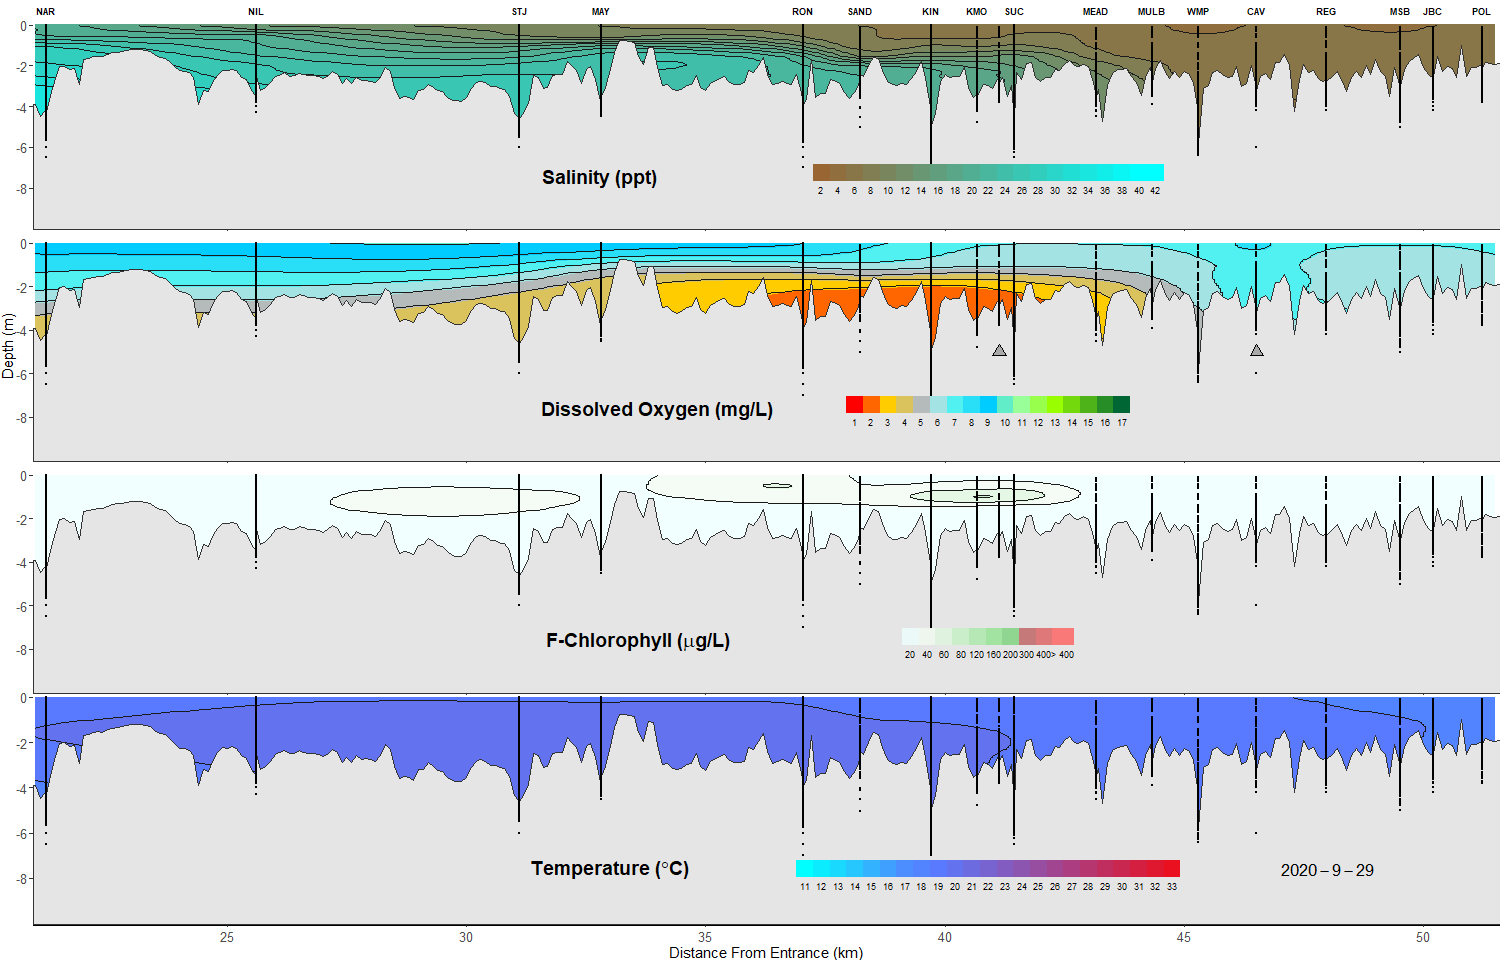 NAR NIL STJ MAY RON SAND KIN KMO SUC MEAD MULB WMP CAV REG MSB JBC POL
0
-2
-4
-6
-8
Salinity (ppt)
2 4 6 8 10 12 14 16 18 20 22 24 26 28 30 32 34 36 38 40 42
0
-2
-4
-6
-8
Depth (m)
Dissolved Oxygen (mg/L)
1 2 3 4 5 6 7 8 9 10 11 12 13 14 15 16 17
0
-2
-4
-6
-8
F-Chlorophyll (μg/L)
20 40 60 80 120 160 200 300 400> 400
0
-2
-4
-6
-8
Temperature (°C)
11 12 13 14 15 16 17 18 19 20 21 22 23 24 25 26 27 28 29 30 31 32 33
2020–9–29
25 30 35 40 45 50
Distance From Entrance (km)